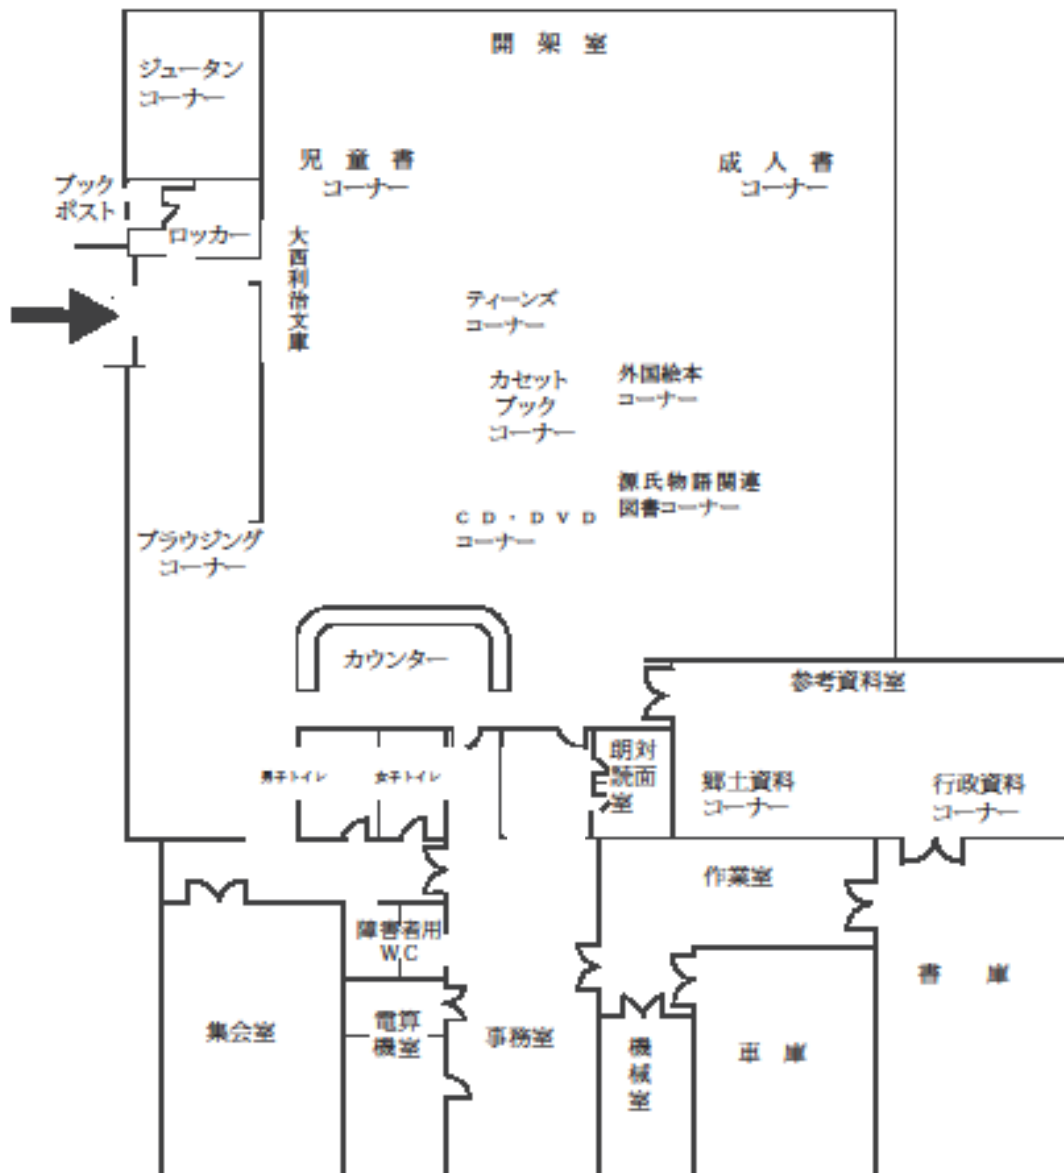 開架室
ジュータン
コーナー
児童書
コーナー
成人書
コーナー
ブック
ポスト
ロッカー
大西利治文庫
ティーンズ
コーナー
カセット
ブック
コーナー
外国絵本
コーナー
源氏物語関連
図書コーナー
CD・DVD
コーナー
ブラウジング
コーナー
カウンター
参考資料室
男子トイレ
女子トイレ
対面
朗読室
郷土資料
コーナー
行政資料
コーナー
作業室
障害者用
WC
書庫
集会室
電算
機室
事務室
機械室
車庫